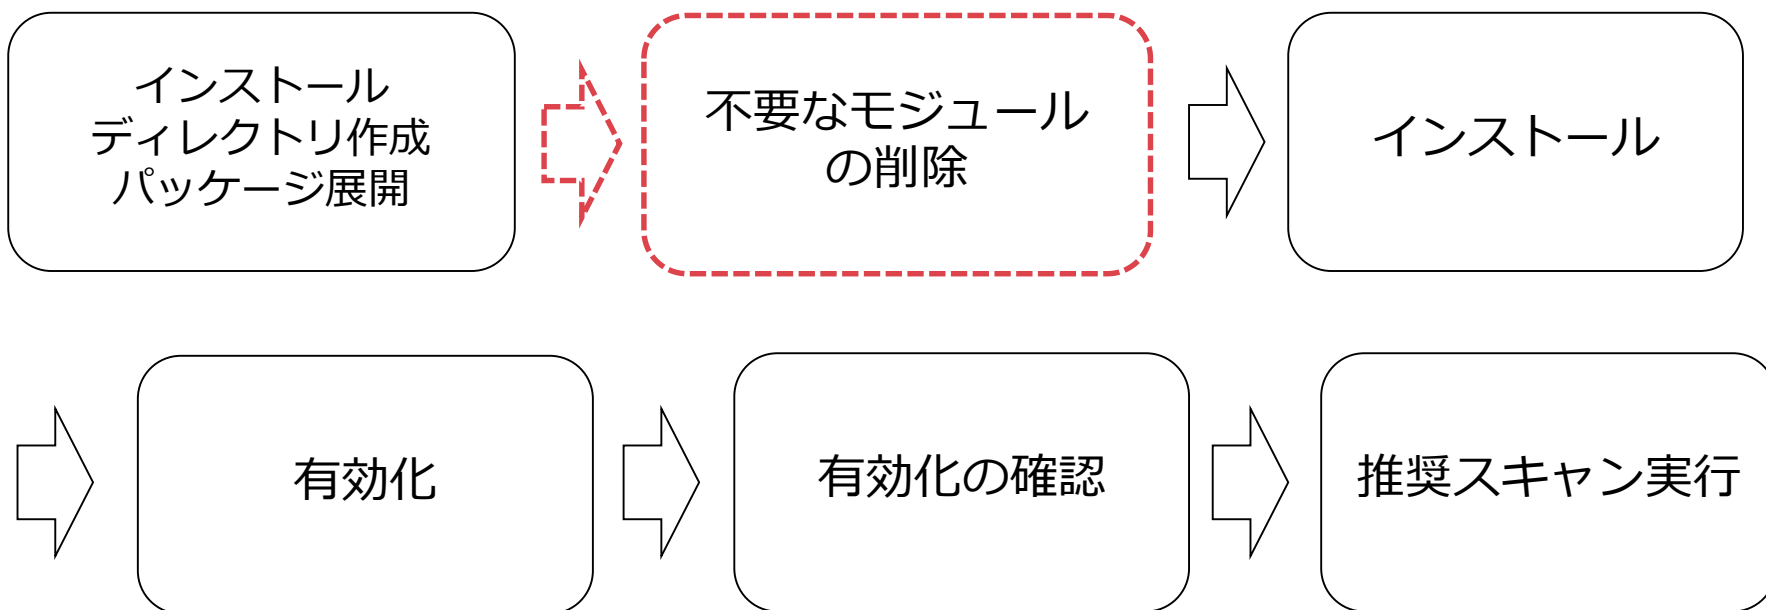 インストール
ディレクトリ作成
パッケージ展開
不要なモジュール
の削除
インストール
有効化
有効化の確認
推奨スキャン実行